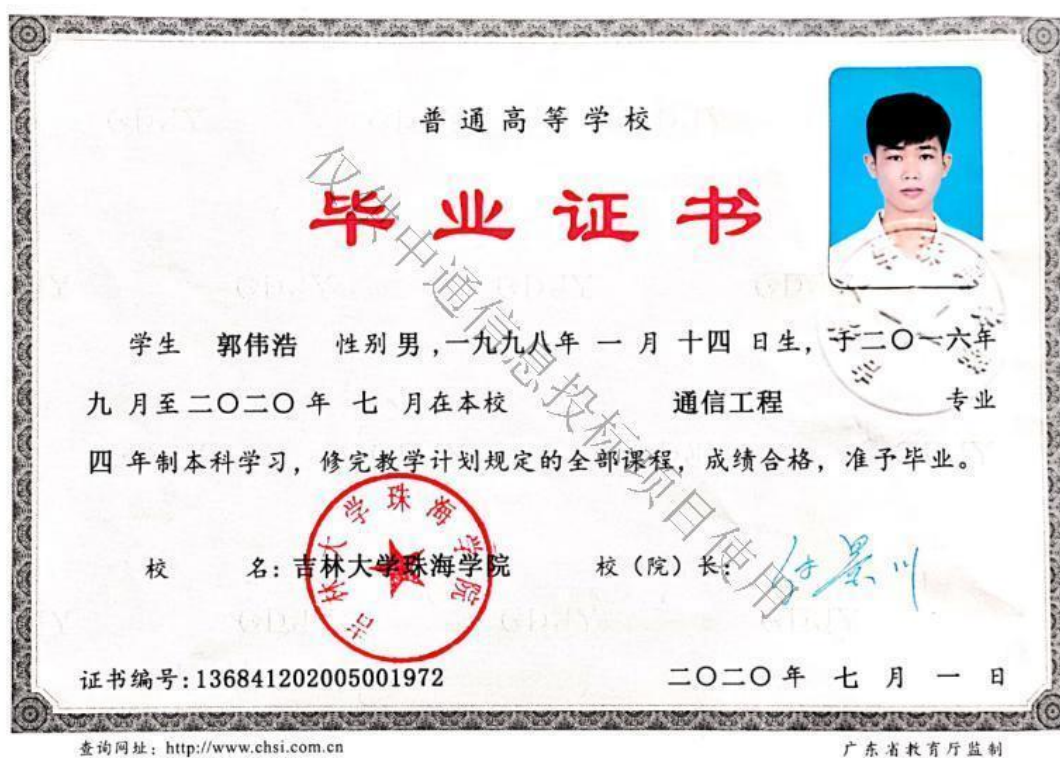 普通高等学校
毕业证书
学生 郭伟浩 性别 男，一九九八年 一 月 十四 日生，于二〇一六年
九 月至 二〇二〇 年 七 月在本校 通信工程 专业
四 年制本科学习，修完教学计划规定的全部课程，成绩合格，准予毕业。
校 名：吉林大学珠海学院 校（院）长：付景川
吉林大学珠海学院
证书编号：136841202005001972 二〇二〇 年 七 月 一 日
查询网址：http://www.chsi.com.cn 广东省教育厅监制
仅供中通信息投标项目使用